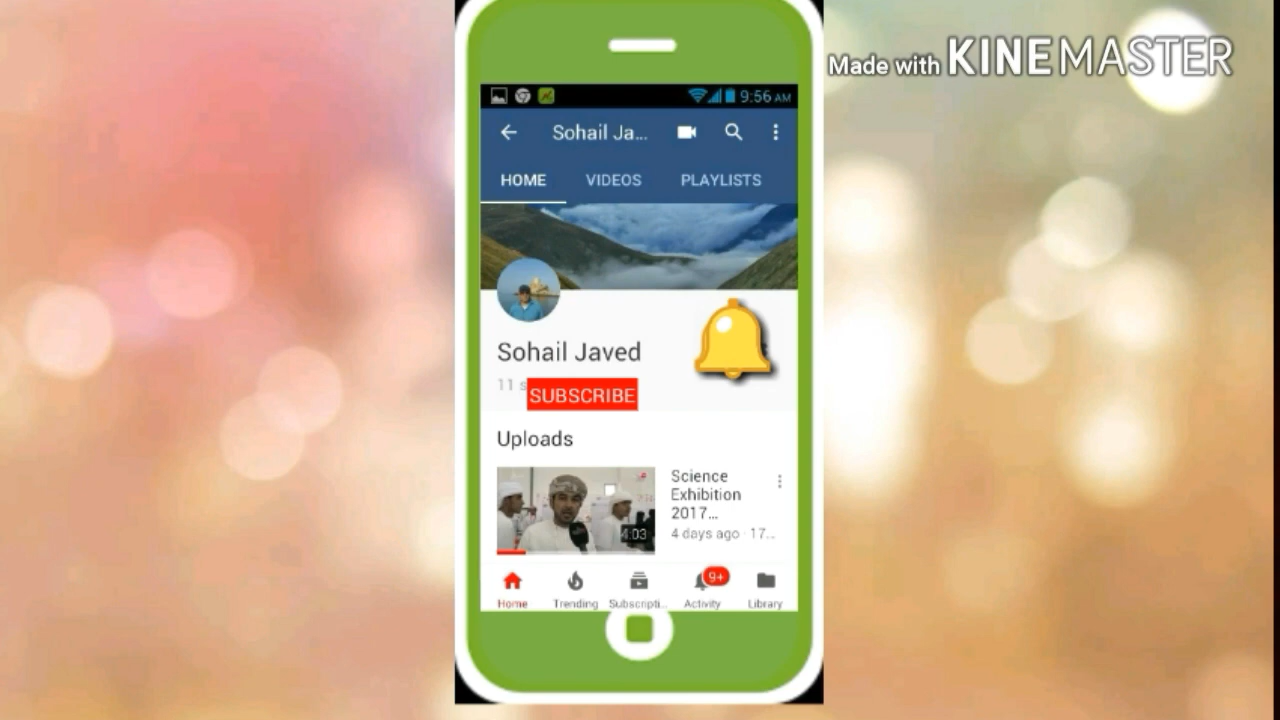 Made with KINEMASTER
9:56 AM
Sohail Ja...
HOME VIDEOS PLAYLISTS
Sohail Javed
11 s
SUBSCRIBE
Uploads
Science
Exhibition
2017...
4 days ago · 17...
4:03
9+
Home Trending Subscripti... Activity Library